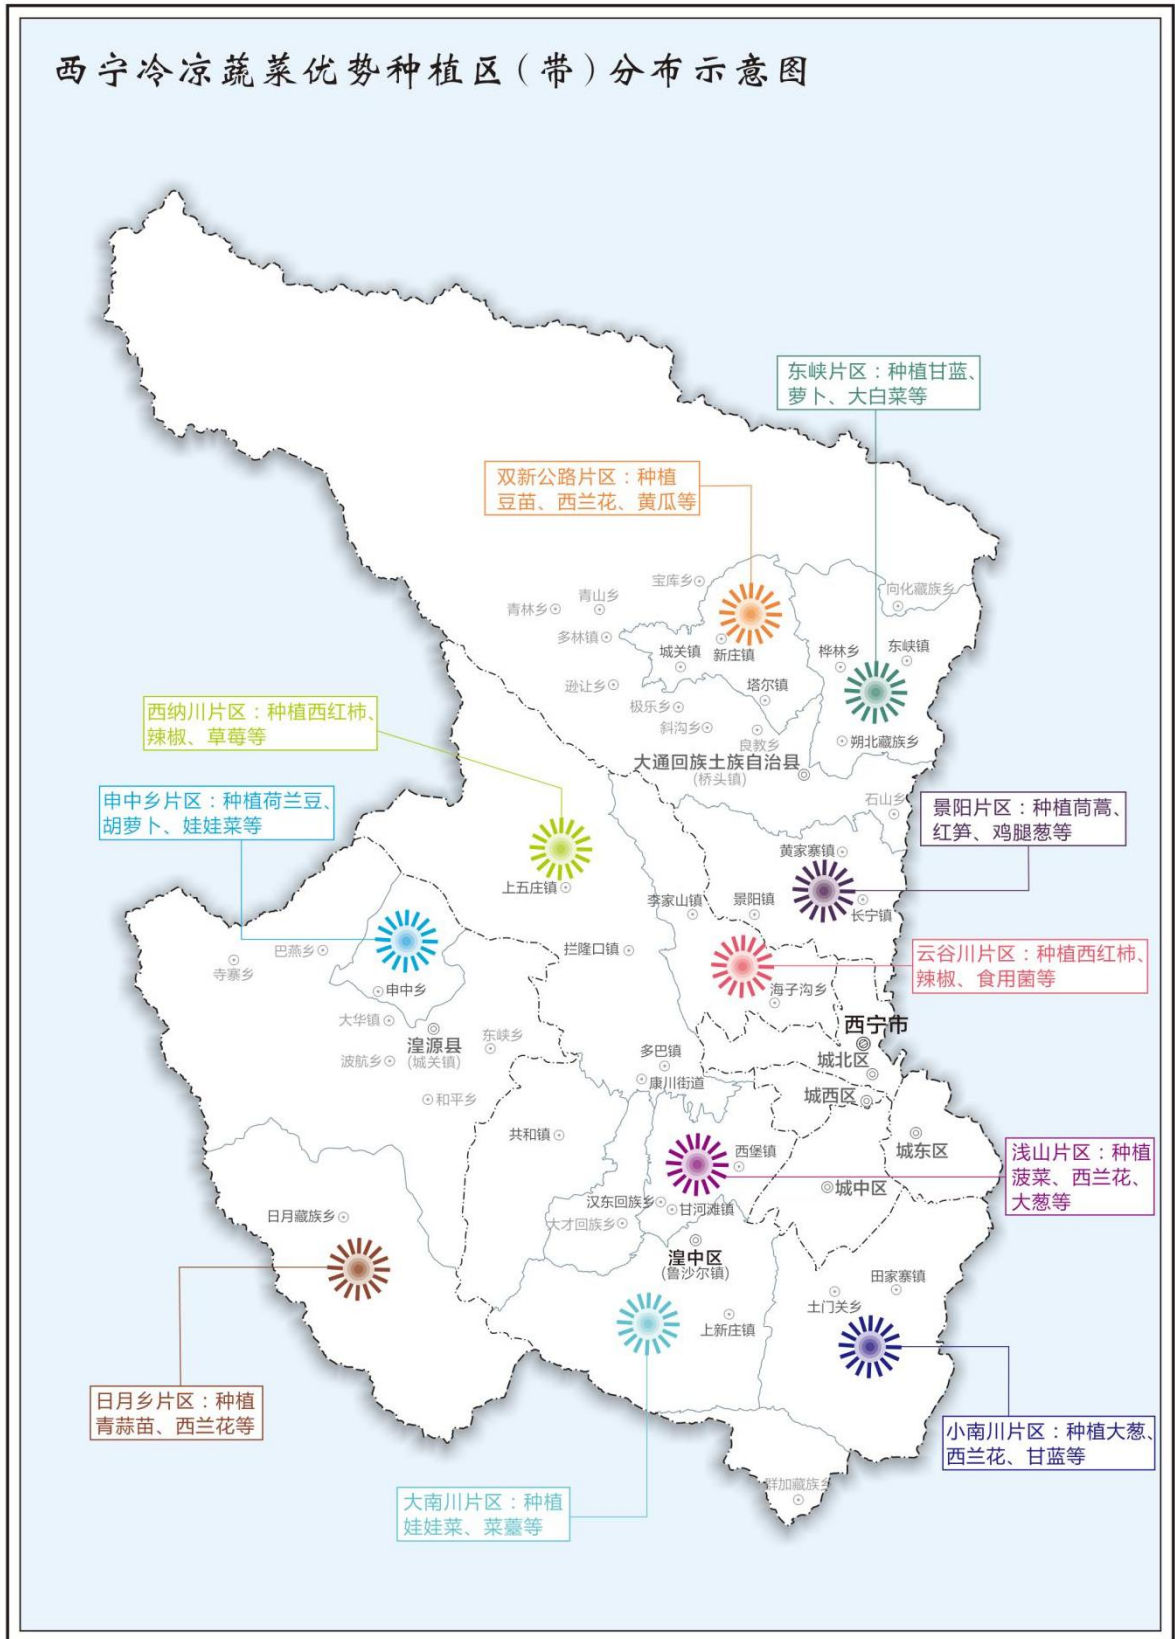 西宁冷凉蔬菜优势种植区（带）分布示意图
东峡片区：种植甘蓝、
萝卜、大白菜等
双新公路片区：种植
豆苗、西兰花、黄瓜等
宝库乡
青山乡
向化藏族乡
青林乡
多林镇
城关镇
新庄镇
桦林乡
东峡镇
逊让乡
塔尔镇
极乐乡
斜沟乡
良教乡
朔北藏族乡
西纳川片区：种植西红柿、
辣椒、草莓等
大通回族土族自治县
(桥头镇)
石山乡
申中乡片区：种植荷兰豆、
胡萝卜、娃娃菜等
景阳片区：种植茼蒿、
红笋、鸡腿葱等
黄家寨镇
上五庄镇
李家山镇
景阳镇
长宁镇
巴燕乡
寺寨乡
拦隆口镇
云谷川片区：种植西红柿、
辣椒、食用菌等
申中乡
海子沟乡
大华镇
湟源县
(城关镇)
东峡乡
西宁市
波航乡
多巴镇
城北区
康川街道
和平乡
城西区
共和镇
西堡镇
城东区
浅山片区：种植
菠菜、西兰花、
大葱等
城中区
汉东回族乡
甘河滩镇
日月藏族乡
大才回族乡
湟中区
(鲁沙尔镇)
田家寨镇
土门关乡
上新庄镇
日月乡片区：种植
青蒜苗、西兰花等
小南川片区：种植大葱、
西兰花、甘蓝等
群加藏族乡
大南川片区：种植
娃娃菜、菜薹等